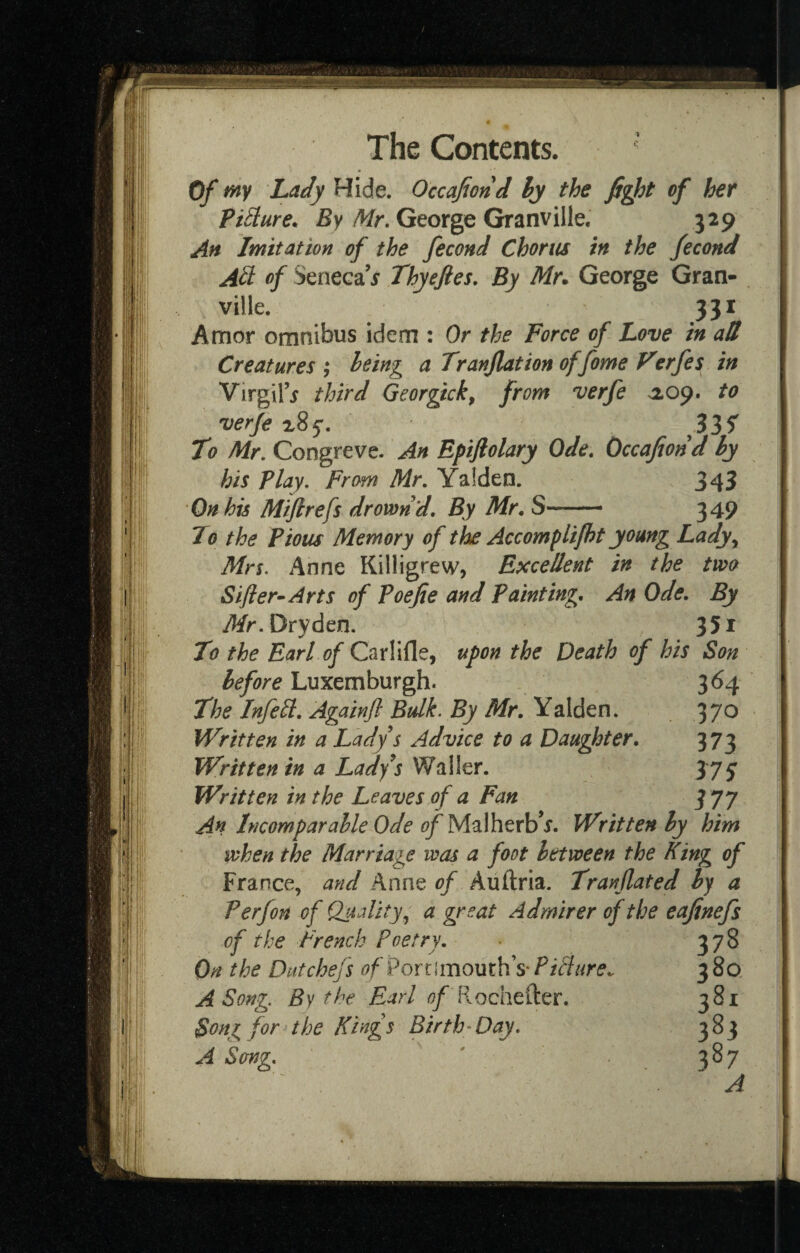 The Contents.
Of my Lady Hide. Occaſion'd by the ſight of her
Picture. By Mr. George Granville. 329
An Imitation of the ſecond Chorus in the ſecond
Act of Seneca's Thyeſtes. By Mr. George Gran-
ville. 331
Amor omnibus idem : Or the Force of Love in all
Creatures ; being a Tranſlation of ſome Verſes in
Virgil's third Georgick, from verſe 209. to
verſe 285. 335
To Mr. Congreve. An Epiſtolary Ode. Occaſion'd by
his Play. From Mr. Yalden. 343
On his Miſtreſs drown'd. By Mr. S—— 349
To the Pious Memory of the Accompliſht young Lady,
Mrs. Anne Killigrew, Excellent in the two
Siſter-Arts of Poeſie and Painting. An Ode. By
Mr. Dryden. 351
To the Earl of Carliſle, upon the Death of his Son
before Luxemburgh. 364
The Inſect. Againſt Bulk. By Mr. Yalden. 370
Written in a Lady's Advice to a Daughter. 373
Written in a Lady's Waller. 375
Written in the Leaves of a Fan 377
An Incomparable Ode of Malherb's. Written by him
when the Marriage was a foot between the King of
France, and Anne of Auſtria. Tranſlated by a
Perſon of Quality, a great Admirer of the eaſineſs
of the French Poetry. 378
On the Dutcheſs of Portſmouth's Picture. 380
A Song. By the Earl of Rocheſter. 381
Song for the King's Birth-Day. 383
A Song. 387
A